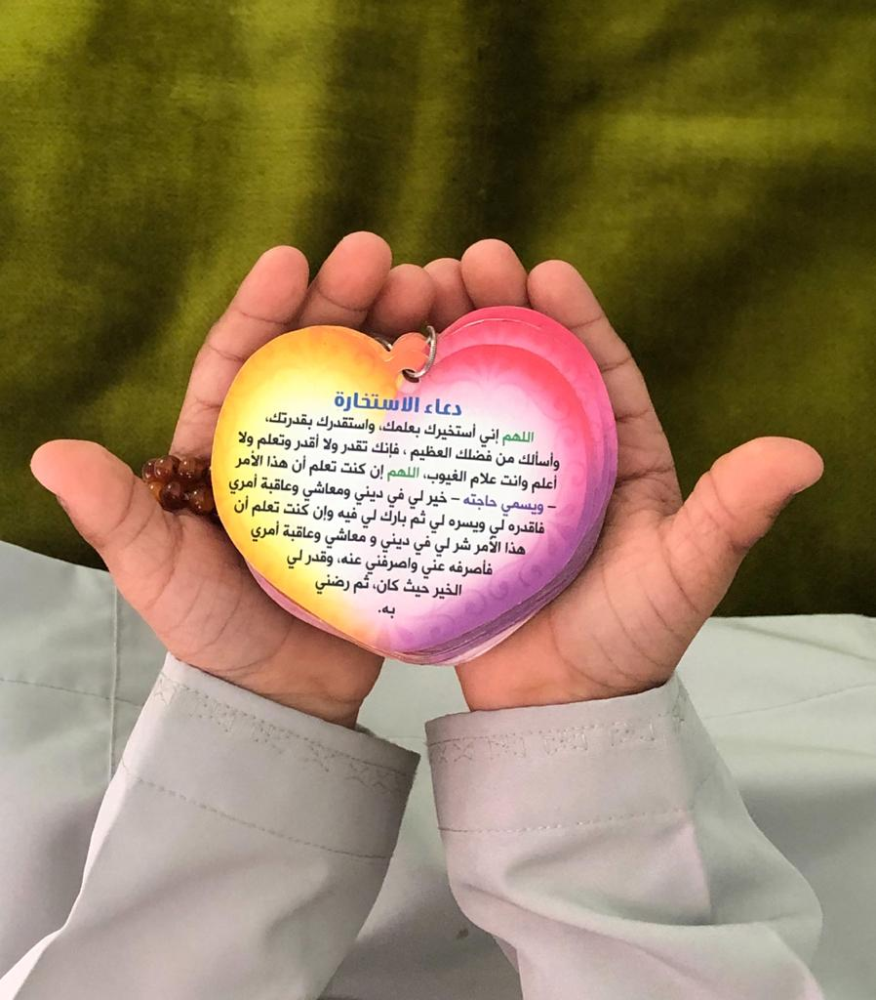 دعاء الاستخارة
اللهم إني أستخيرك بعلمك، واستقدرك بقدرتك،
وأسألك من فضلك العظيم ، فإنك تقدر ولا أقدر وتعلم ولا
أعلم وانت علام الغيوب، اللهم إن كنت تعلم أن هذا الأمر
– ويسمي حاجته – خير لي في ديني ومعاشي وعاقبة أمري
فاقدره لي ويسره لي ثم بارك لي فيه وإن كنت تعلم أن
هذا الأمر شر لي في ديني و معاشي وعاقبة أمري
فأصرفه عني واصرفني عنه، وقدر لي
الخير حيث كان، ثم رضني
به.